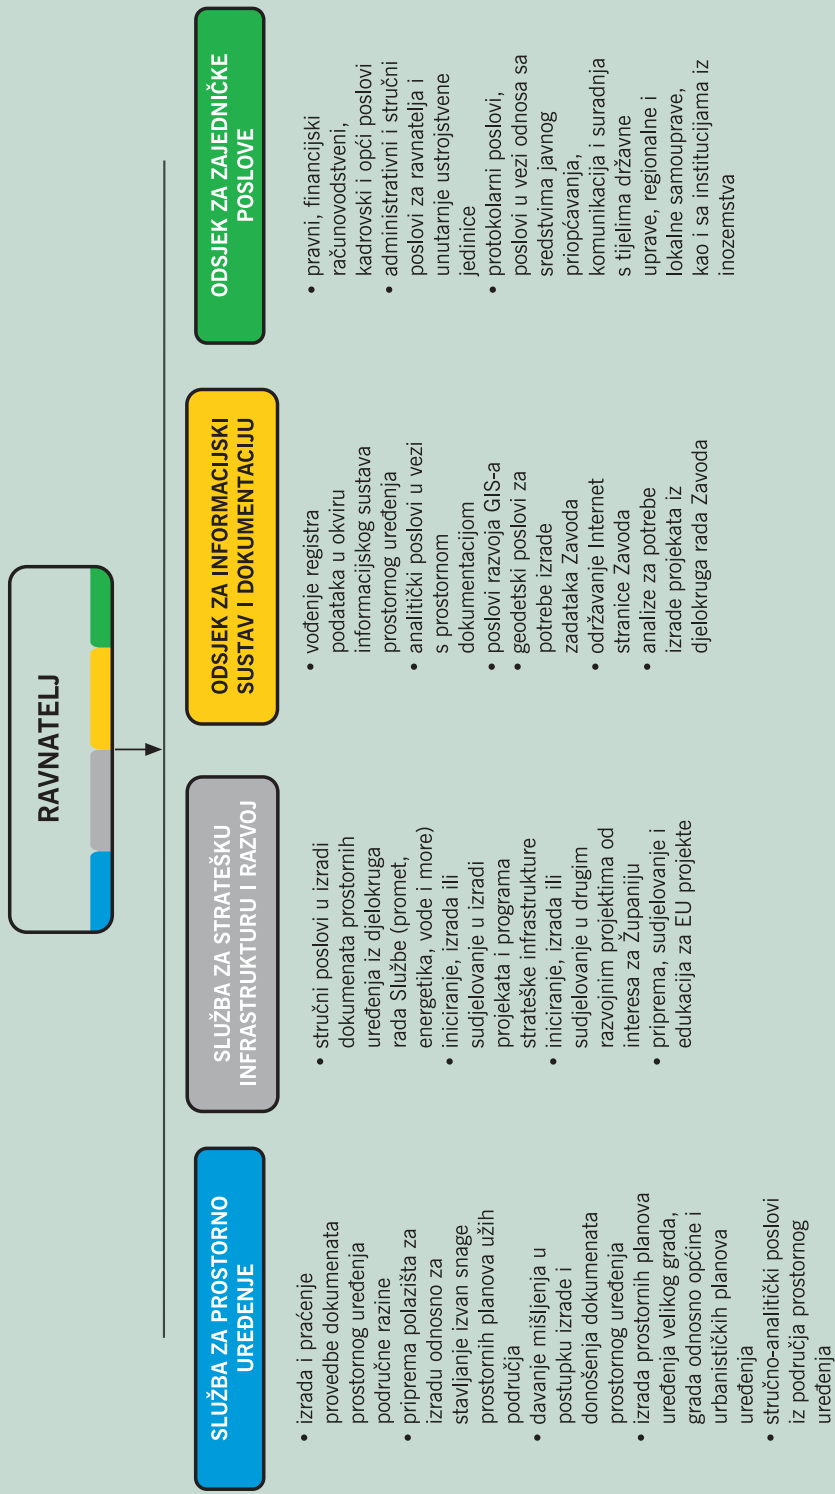 RAVNATELJ
SLUŽBA ZA PROSTORNO
UREĐENJE
• izrada i praćenje
provedbe dokumenata
prostornog uređenja
područne razine
• priprema polazišta za
izradu odnosno za
stavljanje izvan snage
prostornih planova užih
područja
• davanje mišljenja u
postupku izrade i
donošenja dokumenata
prostornog uređenja
• izrada prostornih planova
uređenja velikog grada,
grada odnosno općine i
urbanističkih planova
uređenja
• stručno-analitički poslovi
iz područja prostornog
uređenja
SLUŽBA ZA STRATEŠKU
INFRASTRUKTURU I RAZVOJ
• stručni poslovi u izradi
dokumenata prostornih
uređenja iz djelokruga
rada Službe (promet,
energetika, vode i more)
• iniciranje, izrada ili
sudjelovanje u izradi
projekata i programa
strateške infrastrukture
• iniciranje, izrada ili
sudjelovanje u drugim
razvojnim projektima od
interesa za Županiju
• priprema, sudjelovanje i
edukacija za EU projekte
ODSJEK ZA INFORMACIJSKI
SUSTAV I DOKUMENTACIJU
• vođenje registra
podataka u okviru
informacijskog sustava
prostornog uređenja
• analitički poslovi u vezi
s prostornom
dokumentacijom
• poslovi razvoja GIS-a
• geodetski poslovi za
potrebe izrade
zadataka Zavoda
• održavanje Internet
stranice Zavoda
• analize za potrebe
izrade projekata iz
djelokruga rada Zavoda
ODSJEK ZA ZAJEDNIČKE
POSLOVE
• pravni, financijski
računovodstveni,
kadrovski i opći poslovi
• administrativni i stručni
poslovi za ravnatelja i
unutarnje ustrojstvene
jedinice
• protokolarni poslovi,
poslovi u vezi odnosa sa
sredstvima javnog
priopćavanja,
komunikacija i suradnja
s tijelima državne
uprave, regionalne i
lokalne samouprave,
kao i sa institucijama iz
inozemstva